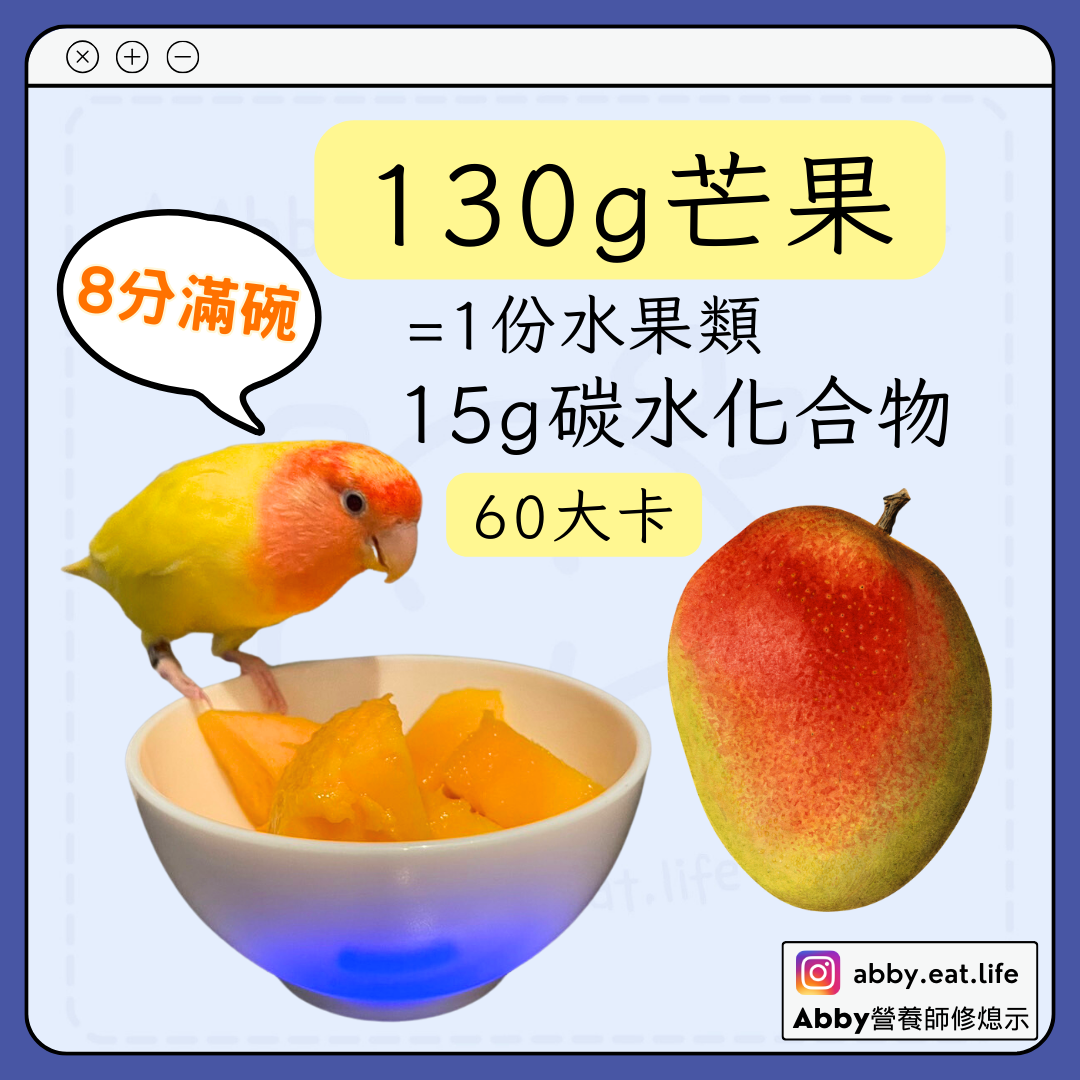 130g芒果
8分滿碗
=1份水果類
15g碳水化合物
60大卡
at.life
abby.eat.life
Abby營養師修熄示